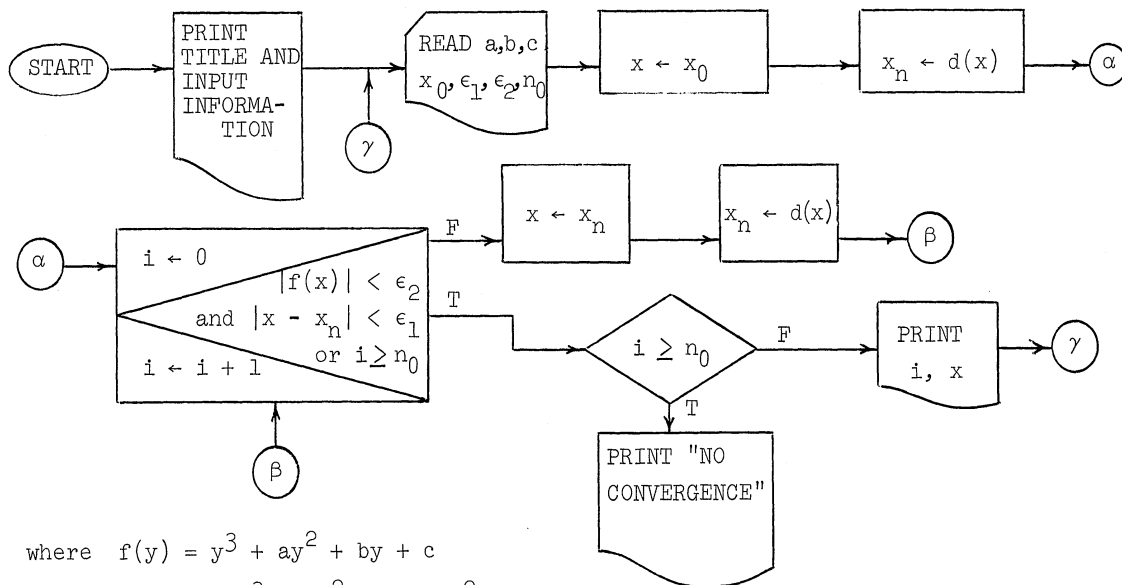 START
PRINT
TITLE AND
INPUT
INFORMA-
TION
γ
READ a,b,c
x₀,ϵ₁,ϵ₂,n₀
x ← x₀
xₙ ← d(x)
α
α
i ← 0
|f(x)| < ϵ₂
and |x - xₙ| < ϵ₁
or i ≥ n₀
i ← i + 1
β
F
x ← xₙ
xₙ ← d(x)
β
T
i ≥ n₀
F
PRINT
i, x
γ
T
PRINT "NO
CONVERGENCE"
where f(y) = y³ + ay² + by + c